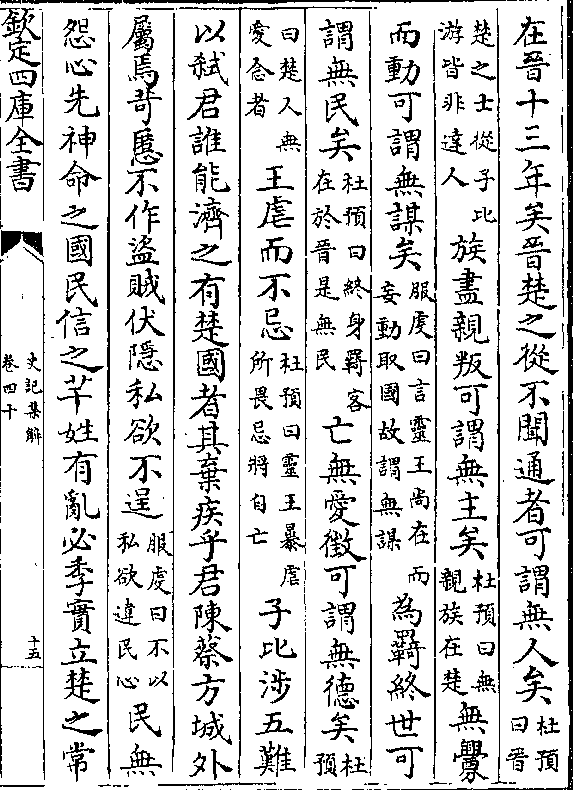 在晉十三年矣晉楚之從不聞通者可謂無人矣杜預曰晉
楚之士從子比游皆非達人族盡親叛可謂無主矣杜預曰無親族在楚無釁
而動可謂無謀矣服虔曰言靈王尚在而妄動取國故謂無謀為羇終世可
謂無民矣杜預曰終身羇客在於晉是無民亡無愛徵可謂無德矣杜預
曰楚人無愛念者王虐而不忌杜預曰靈王暴虐所畏忌將自亡子比涉五難
以弒君誰能濟之有楚國者其棄疾乎君陳蔡方城外
屬焉苛慝不作盜賊伏隱私欲不違服虔曰不以私欲違民心民無
怨心先神命之國民信之芊姓有亂必季實立楚之常
欽定四庫全書
史記集解
卷四十
十五